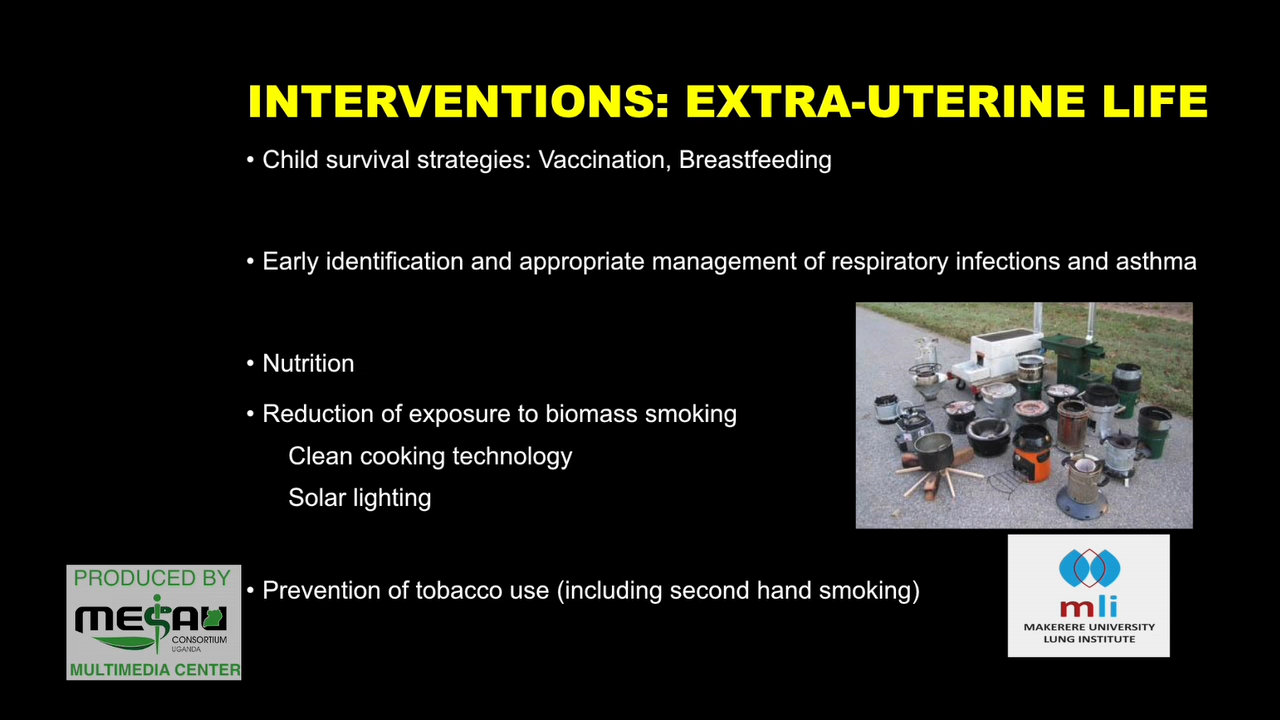 INTERVENTIONS: EXTRA-UTERINE LIFE
• Child survival strategies: Vaccination, Breastfeeding
• Early identification and appropriate management of respiratory infections and asthma
• Nutrition
• Reduction of exposure to biomass smoking
Clean cooking technology
Solar lighting
• Prevention of tobacco use (including second hand smoking)
PRODUCED BY
MESAU
CONSORTIUM
UGANDA
MULTIMEDIA CENTER
mli
MAKERERE UNIVERSITY
LUNG INSTITUTE